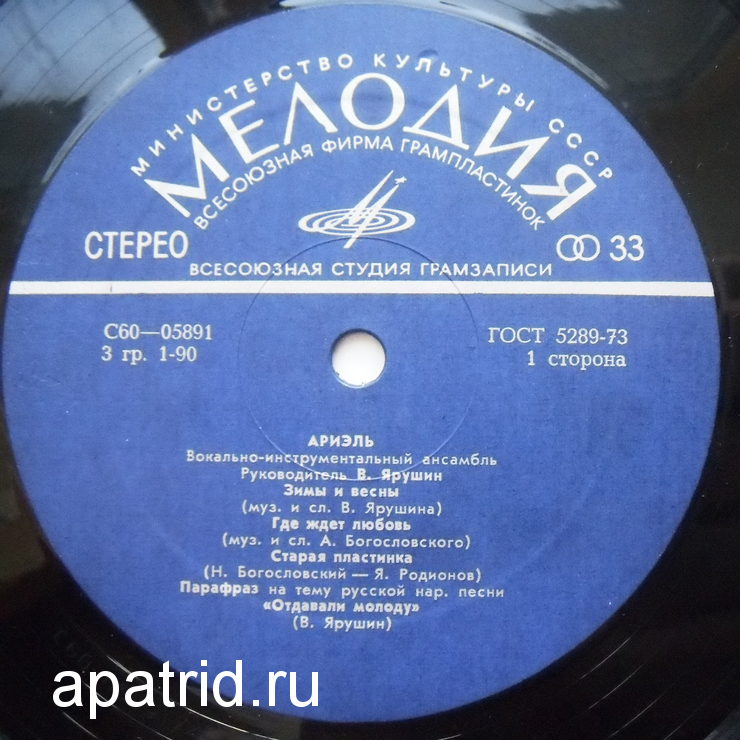 МИНИСТЕРСТВО КУЛЬТУРЫ СССР
МЕЛОДИЯ
ВСЕСОЮЗНАЯ ФИРМА ГРАМПЛАСТИНОК
СТЕРЕО
33
ВСЕСОЮЗНАЯ СТУДИЯ ГРАМЗАПИСИ
С60—05891
ГОСТ 5289-73
3 гр. 1-90
1 сторона
АРИЭЛЬ
Вокально-инструментальный ансамбль
Руководитель В. Ярушин
Зимы и весны
(муз. и сл. В. Ярушина)
Где ждет любовь
(муз. и сл. А. Богословского)
Старая пластинка
(Н. Богословский — Я. Родионов)
Парафраз на тему русской нар. песни
«Отдавали молоду»
(В. Ярушин)
apatrid.ru